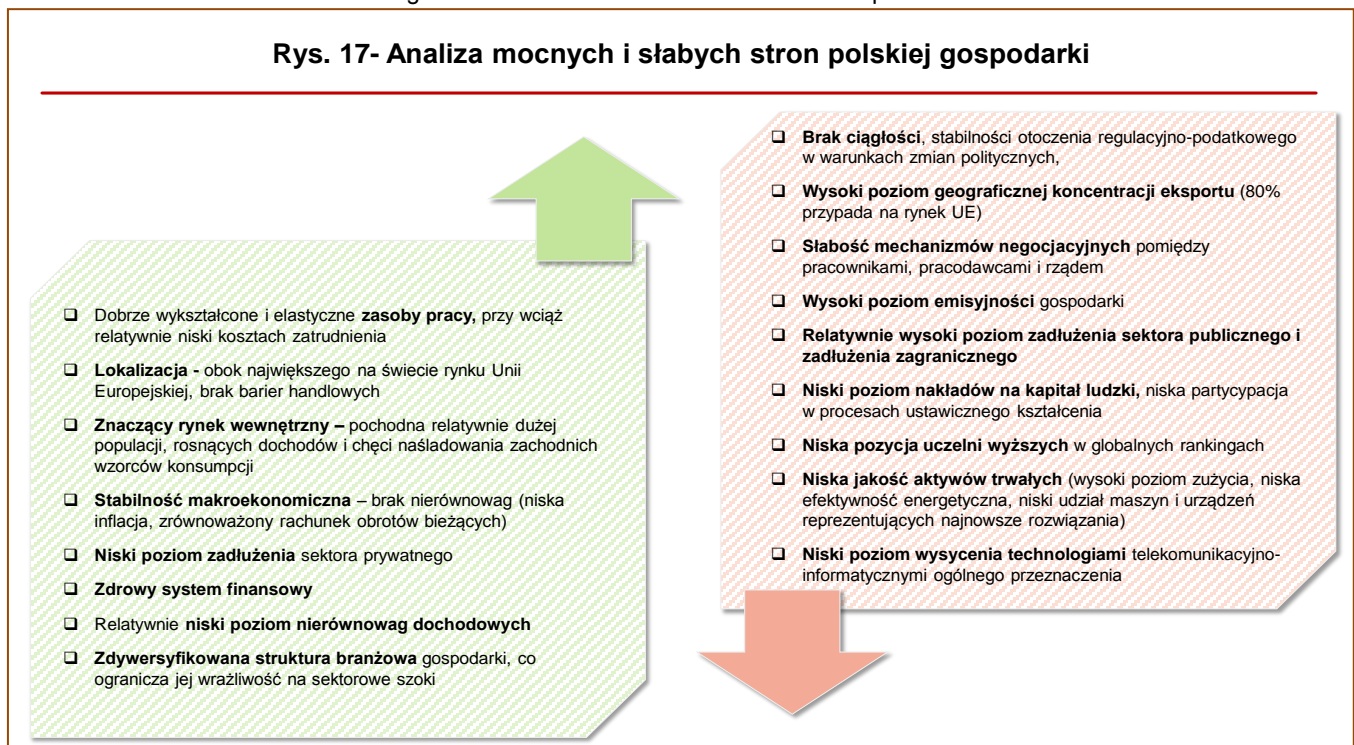 Rys. 17- Analiza mocnych i słabych stron polskiej gospodarki
❑ Dobrze wykształcone i elastyczne zasoby pracy, przy wciąż
relatywnie niski kosztach zatrudnienia
❑ Lokalizacja - obok największego na świecie rynku Unii
Europejskiej, brak barier handlowych
❑ Znaczący rynek wewnętrzny – pochodna relatywnie dużej
populacji, rosnących dochodów i chęci naśladowania zachodnich
wzorców konsumpcji
❑ Stabilność makroekonomiczna – brak nierównowag (niska
inflacja, zrównoważony rachunek obrotów bieżących)
❑ Niski poziom zadłużenia sektora prywatnego
❑ Zdrowy system finansowy
❑ Relatywnie niski poziom nierównowag dochodowych
❑ Zdywersyfikowana struktura branżowa gospodarki, co
ogranicza jej wrażliwość na sektorowe szoki
❑ Brak ciągłości, stabilności otoczenia regulacyjno-podatkowego
w warunkach zmian politycznych,
❑ Wysoki poziom geograficznej koncentracji eksportu (80%
przypada na rynek UE)
❑ Słabość mechanizmów negocjacyjnych pomiędzy
pracownikami, pracodawcami i rządem
❑ Wysoki poziom emisyjności gospodarki
❑ Relatywnie wysoki poziom zadłużenia sektora publicznego i
zadłużenia zagranicznego
❑ Niski poziom nakładów na kapitał ludzki, niska partycypacja
w procesach ustawicznego kształcenia
❑ Niska pozycja uczelni wyższych w globalnych rankingach
❑ Niska jakość aktywów trwałych (wysoki poziom zużycia, niska
efektywność energetyczna, niski udział maszyn i urządzeń
reprezentujących najnowsze rozwiązania)
❑ Niski poziom wysycenia technologiami telekomunikacyjno-
informatycznymi ogólnego przeznaczenia